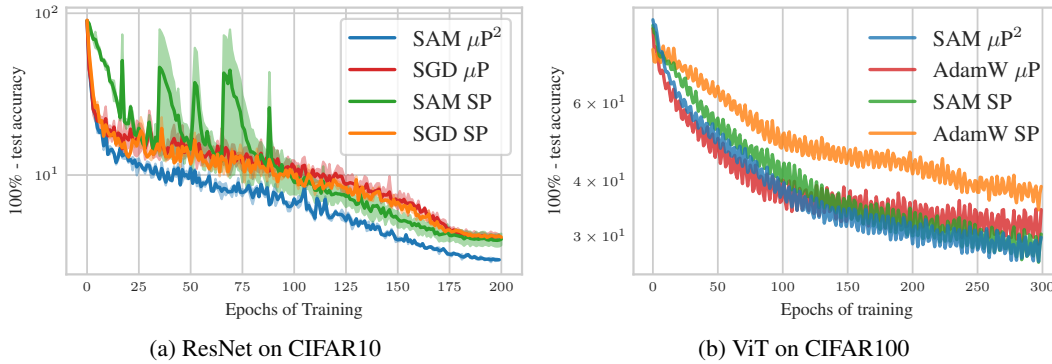 10²
10¹
100% - test accuracy
SAM μP²
SGD μP
SAM SP
SGD SP
0 25 50 75 100 125 150 175 200
Epochs of Training
(a) ResNet on CIFAR10
6 × 10¹
4 × 10¹
3 × 10¹
100% - test accuracy
SAM μP²
AdamW μP
SAM SP
AdamW SP
0 50 100 150 200 250 300
Epochs of training
(b) ViT on CIFAR100